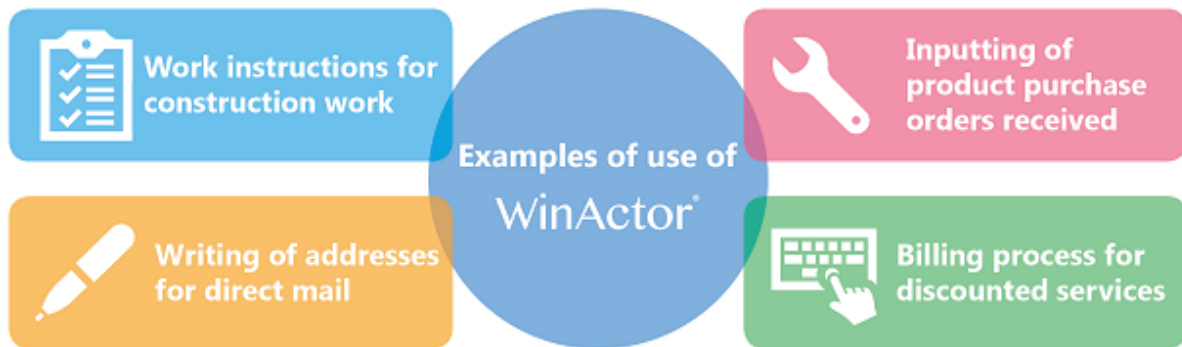 Work instructions for
construction work
Examples of use of
WinActor®
Inputting of
product purchase
orders received
Writing of addresses
for direct mail
Billing process for
discounted services